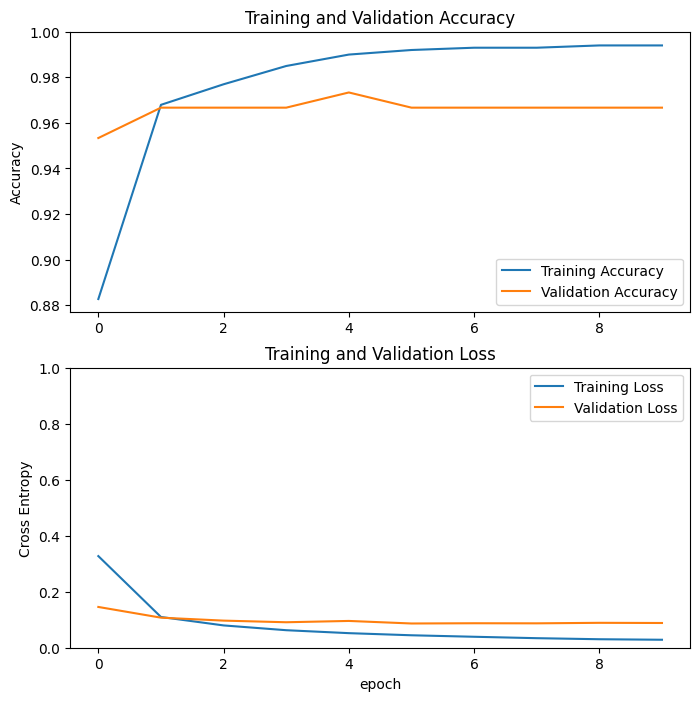 Training and Validation Accuracy
1.00
0.98
0.96
0.94
0.92
0.90
0.88
Accuracy
Training Accuracy
Validation Accuracy
0 2 4 6 8
Training and Validation Loss
1.0
0.8
0.6
0.4
0.2
0.0
Cross Entropy
Training Loss
Validation Loss
0 2 4 6 8
epoch